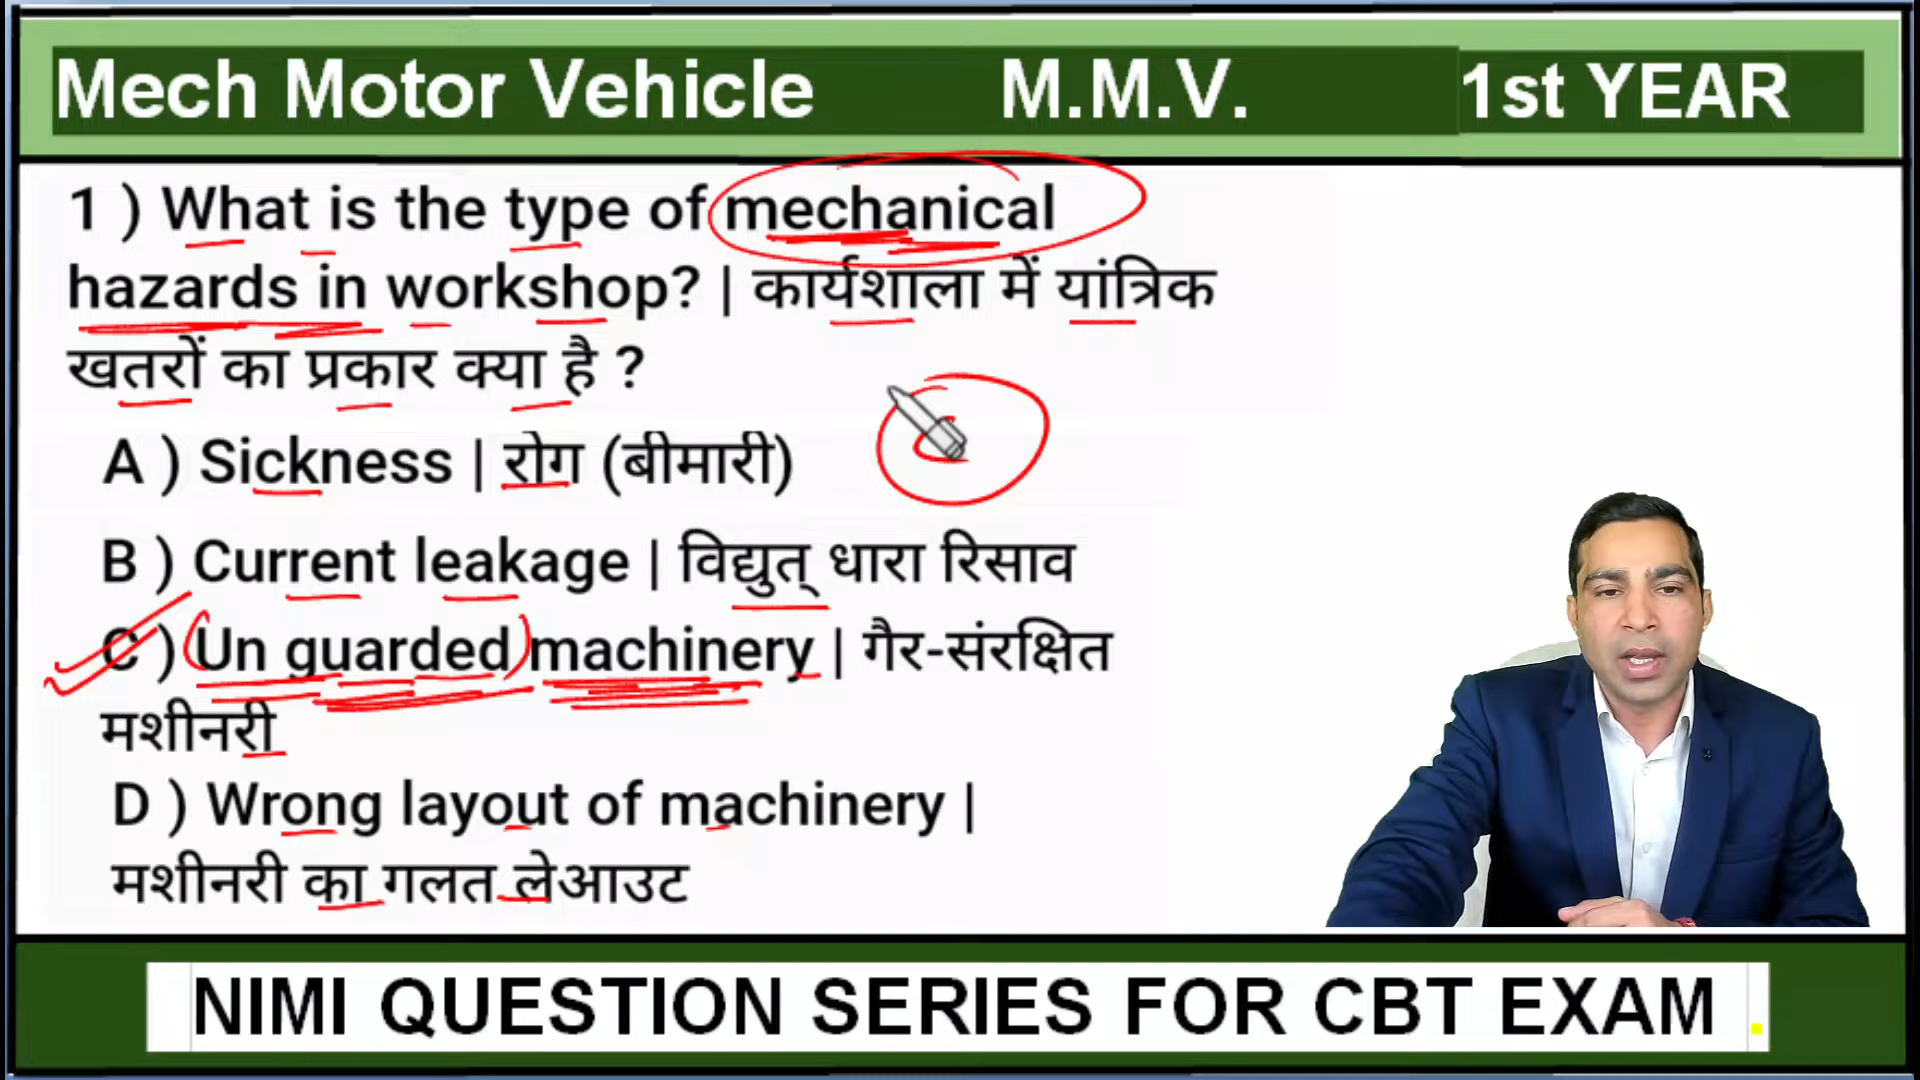 Mech Motor Vehicle M.M.V. 1st YEAR
1 ) What is the type of mechanical
hazards in workshop? | कार्यशाला में यांत्रिक
खतरों का प्रकार क्या है ?
A ) Sickness | रोग (बीमारी)
B ) Current leakage | विद्युत् धारा रिसाव
C ) Un guarded machinery | गैर-संरक्षित
मशीनरी
D ) Wrong layout of machinery |
मशीनरी का गलत लेआउट
NIMI QUESTION SERIES FOR CBT EXAM .